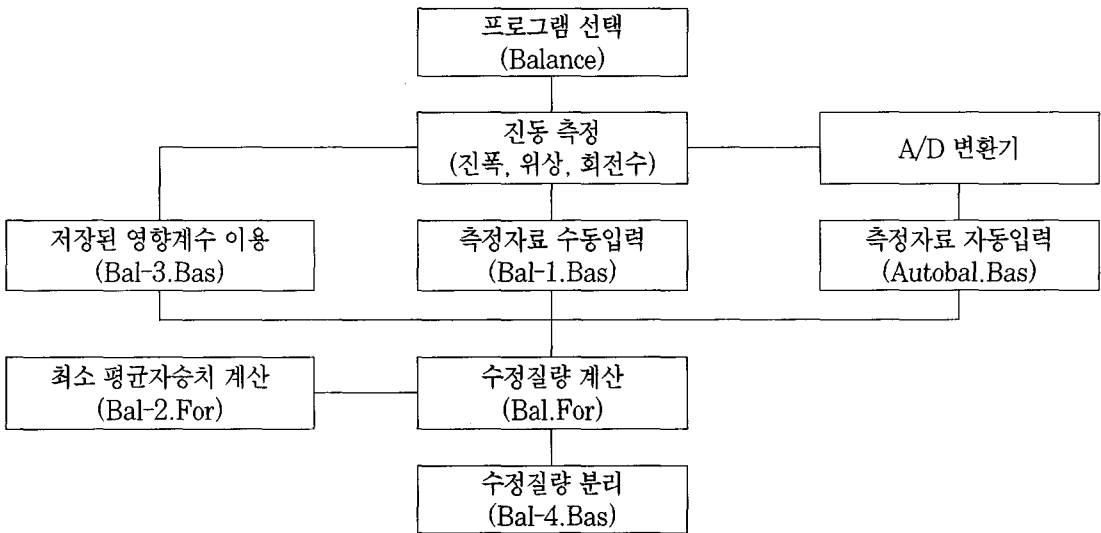 프로그램 선택
(Balance)
진동 측정
(진폭, 위상, 회전수)
A/D 변환기
저장된 영향계수 이용
(Bal-3.Bas)
측정자료 수동입력
(Bal-1.Bas)
측정자료 자동입력
(Autobal.Bas)
최소 평균자승치 계산
(Bal-2.For)
수정질량 계산
(Bal.For)
수정질량 분리
(Bal-4.Bas)